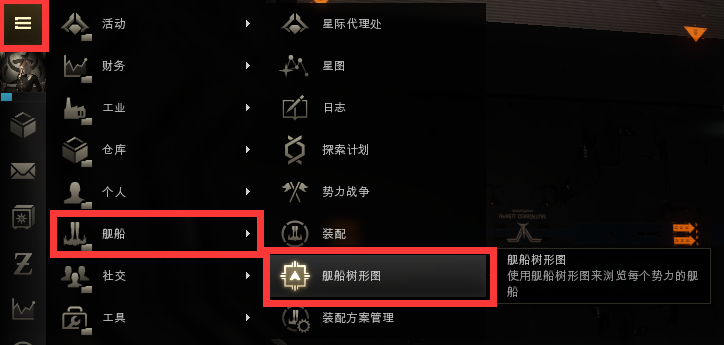 活动
财务
工业
仓库
个人
舰船
社交
工具
星际代理处
星图
日志
探索计划
势力战争
装配
舰船树形图
装配方案管理
舰船树形图
使用舰船树形图来浏览每个势力的舰
船